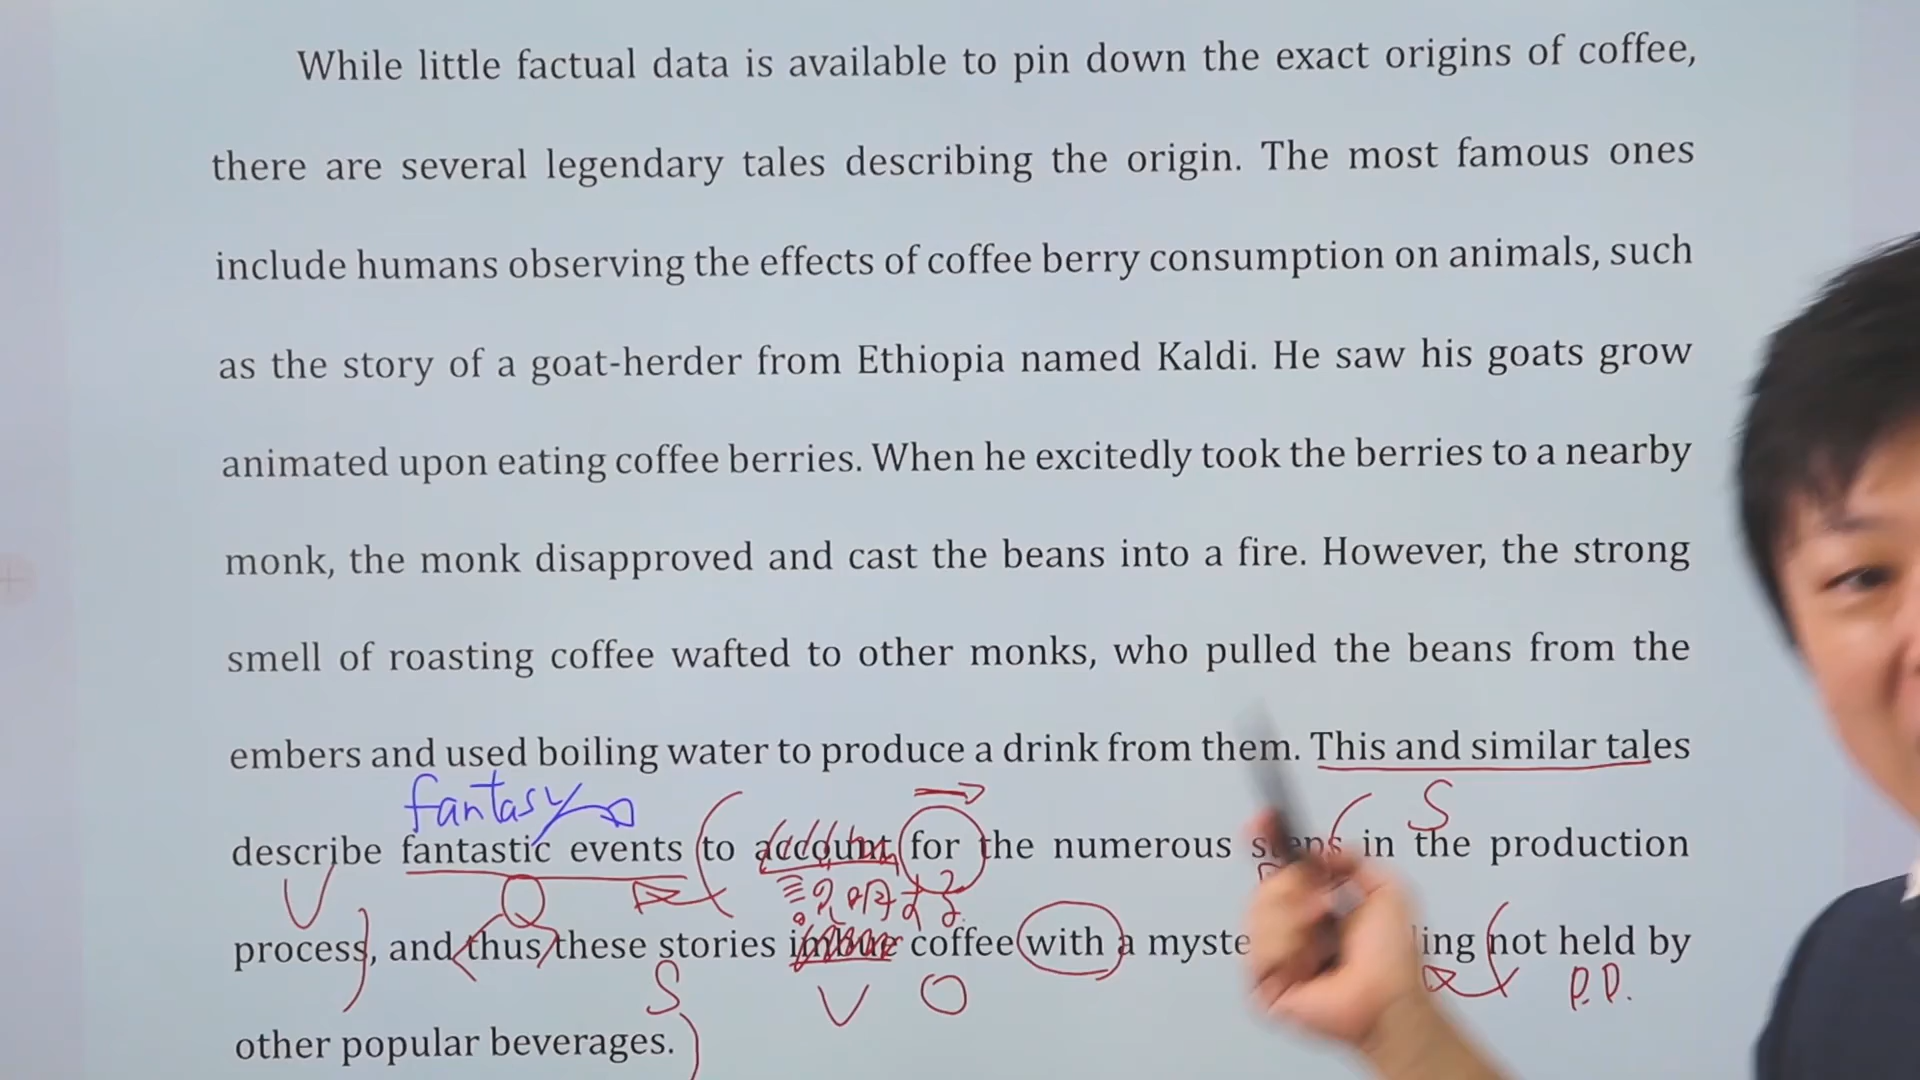 While little factual data is available to pin down the exact origins of coffee,
there are several legendary tales describing the origin. The most famous ones
include humans observing the effects of coffee berry consumption on animals, such
as the story of a goat-herder from Ethiopia named Kaldi. He saw his goats grow
animated upon eating coffee berries. When he excitedly took the berries to a nearby
monk, the monk disapproved and cast the beans into a fire. However, the strong
smell of roasting coffee wafted to other monks, who pulled the beans from the
embers and used boiling water to produce a drink from them. This and similar tales
fantasy S
describe fantastic events to account for the numerous in the production
V O
process, and thus these stories coffee with a not held by
S V O P.P.
other popular beverages.